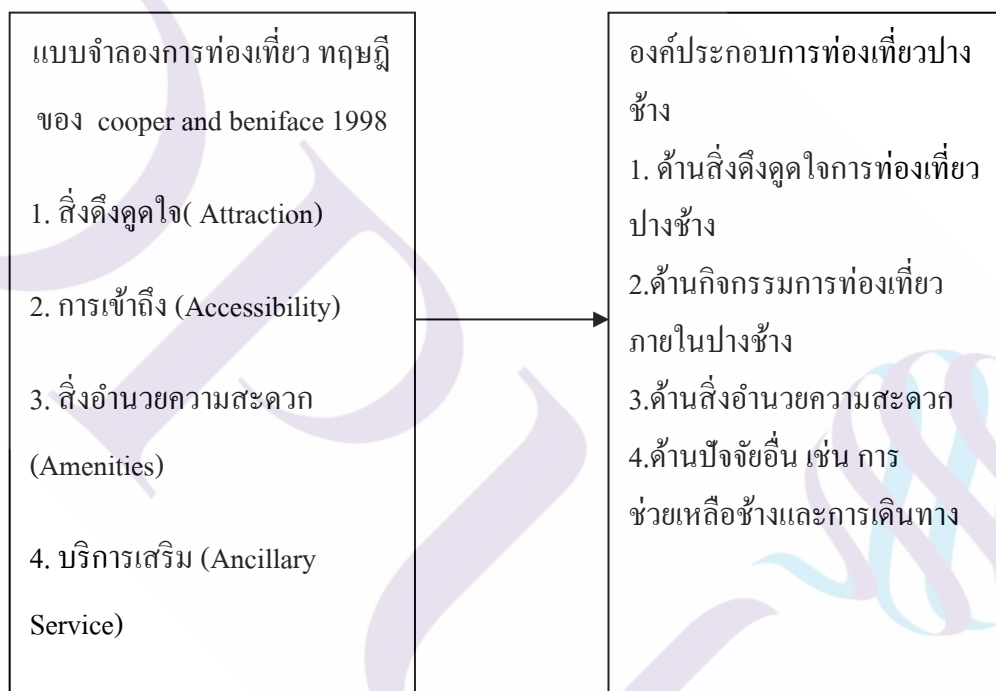 แบบจำลองการท่องเที่ยว ทฤษฎี
ของ cooper and beniface 1998
1. สิ่งดึงดูดใจ( Attraction)
2. การเข้าถึง (Accessibility)
3. สิ่งอำนวยความสะดวก
(Amenities)
4. บริการเสริม (Ancillary
Service)
องค์ประกอบการท่องเที่ยวปาง
ช้าง
1. ด้านสิ่งดึงดูดใจการท่องเที่ยว
ปางช้าง
2.ด้านกิจกรรมการท่องเที่ยว
ภายในปางช้าง
3.ด้านสิ่งอำนวยความสะดวก
4.ด้านปัจจัยอื่น เช่น การ
ช่วยเหลือช้างและการเดินทาง